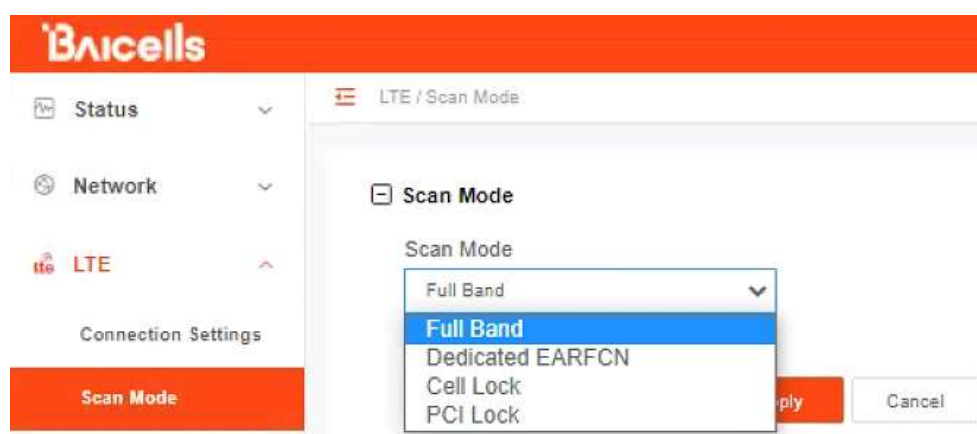 Baicells
Status
LTE / Scan Mode
Network
Scan Mode
Scan Mode
LTE
Full Band
Full Band
Connection Settings
Dedicated EARFCN
Cell Lock
Scan Mode
PCI Lock
Cancel